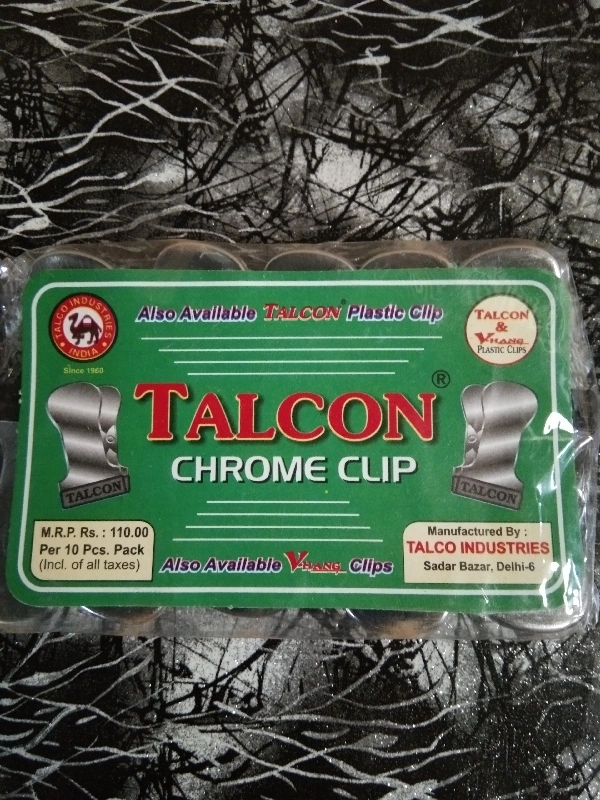 Also Available TALCON® Plastic Clip
TALCO INDUSTRIES
INDIA
Since 1960
TALCON
&
VHANG
PLASTIC CLIPS
TALCON®
CHROME CLIP
TALCON
TALCON
M.R.P. Rs. : 110.00
Per 10 Pcs. Pack
(Incl. of all taxes)
Also Available VHANG Clips
Manufactured By :
TALCO INDUSTRIES
Sadar Bazar, Delhi-6